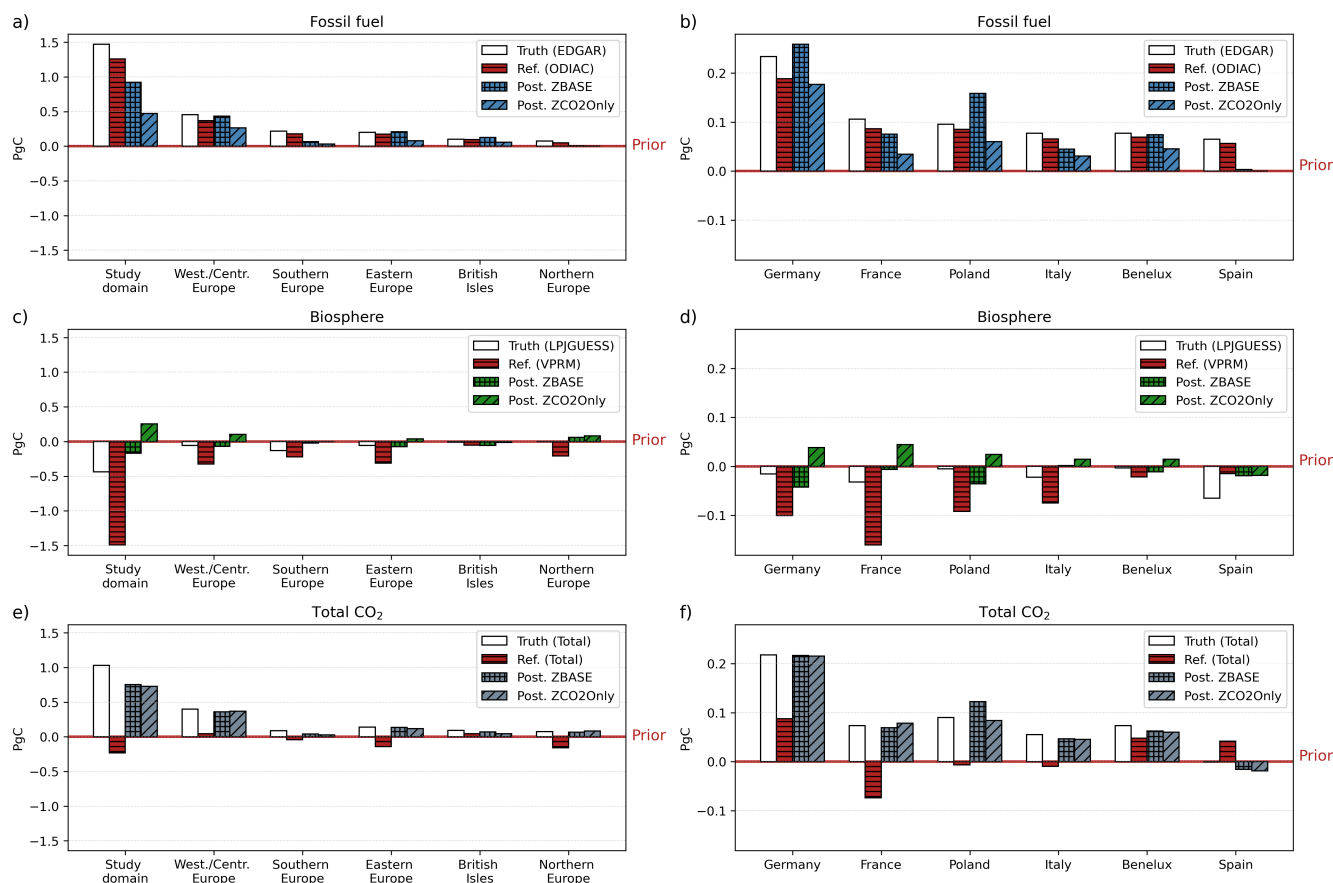 a)
Fossil fuel
PgC
1.5
1.0
0.5
0.0
−0.5
−1.0
−1.5
Truth (EDGAR)
Ref. (ODIAC)
Post. ZBASE
Post. ZCO2Only
Prior
Study domain
West./Centr. Europe
Southern Europe
Eastern Europe
British Isles
Northern Europe
b)
Fossil fuel
PgC
0.2
0.1
0.0
−0.1
Truth (EDGAR)
Ref. (ODIAC)
Post. ZBASE
Post. ZCO2Only
Prior
Germany
France
Poland
Italy
Benelux
Spain
c)
Biosphere
PgC
1.5
1.0
0.5
0.0
−0.5
−1.0
−1.5
Truth (LPJGUESS)
Ref. (VPRM)
Post. ZBASE
Post. ZCO2Only
Prior
Study domain
West./Centr. Europe
Southern Europe
Eastern Europe
British Isles
Northern Europe
d)
Biosphere
PgC
0.2
0.1
0.0
−0.1
Truth (LPJGUESS)
Ref. (VPRM)
Post. ZBASE
Post. ZCO2Only
Prior
Germany
France
Poland
Italy
Benelux
Spain
e)
Total CO₂
PgC
1.5
1.0
0.5
0.0
−0.5
−1.0
−1.5
Truth (Total)
Ref. (Total)
Post. ZBASE
Post. ZCO2Only
Prior
Study domain
West./Centr. Europe
Southern Europe
Eastern Europe
British Isles
Northern Europe
f)
Total CO₂
PgC
0.2
0.1
0.0
−0.1
Truth (Total)
Ref. (Total)
Post. ZBASE
Post. ZCO2Only
Prior
Germany
France
Poland
Italy
Benelux
Spain